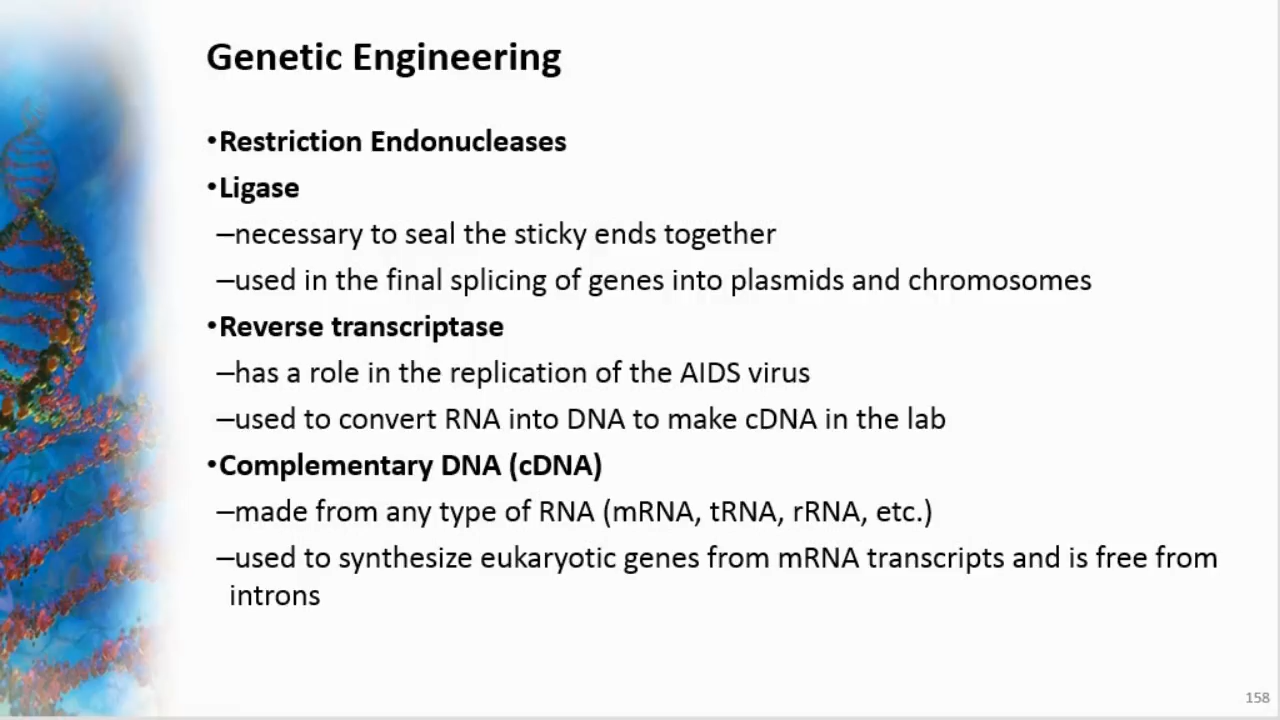 Genetic Engineering
•Restriction Endonucleases
•Ligase
–necessary to seal the sticky ends together
–used in the final splicing of genes into plasmids and chromosomes
•Reverse transcriptase
–has a role in the replication of the AIDS virus
–used to convert RNA into DNA to make cDNA in the lab
•Complementary DNA (cDNA)
–made from any type of RNA (mRNA, tRNA, rRNA, etc.)
–used to synthesize eukaryotic genes from mRNA transcripts and is free from
introns
158